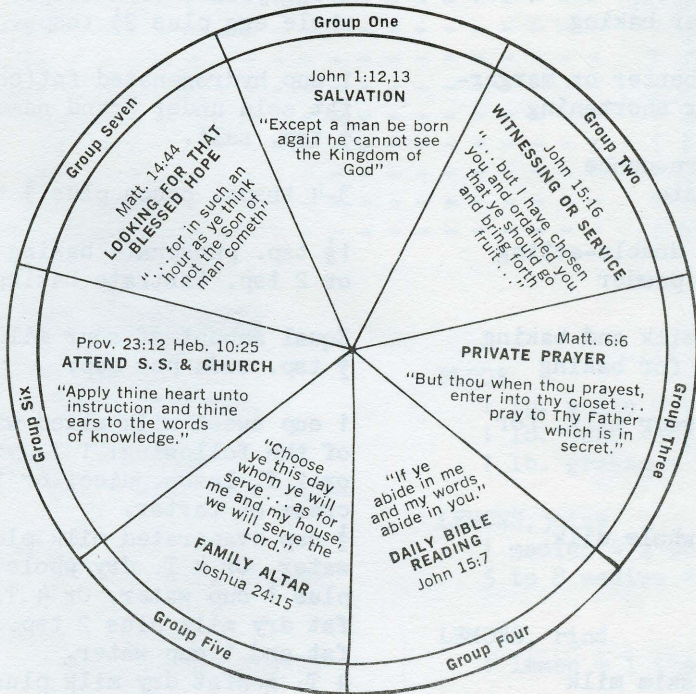 Group One
John 1:12,13
SALVATION
"Except a man be born
again he cannot see
the Kingdom of
God"
Group Two
John 15:16
WITNESSING OR SERVICE
"...but I have chosen
you and ordained you
that ye should go
and bring forth
fruit....
Group Three
Matt. 6:6
PRIVATE PRAYER
"But thou when thou prayest,
enter into thy closet...
pray to Thy Father
which is in
secret."
Group Four
"If ye
abide in me
and my words,
abide in you."
DAILY BIBLE
READING
John 15:7
Group Five
"Choose
ye this day
whom ye will
serve...as for
me and my house,
we will serve the
Lord."
FAMILY ALTAR
Joshua 24:15
Group Six
Prov. 23:12 Heb. 10:25
ATTEND S. S. & CHURCH
"Apply thine heart unto
instruction and thine
ears to the words
of knowledge."
Group Seven
Matt. 14:44
LOOKING FOR THAT
BLESSED HOPE
"...for in such an
hour as ye think
not the Son of
man cometh",